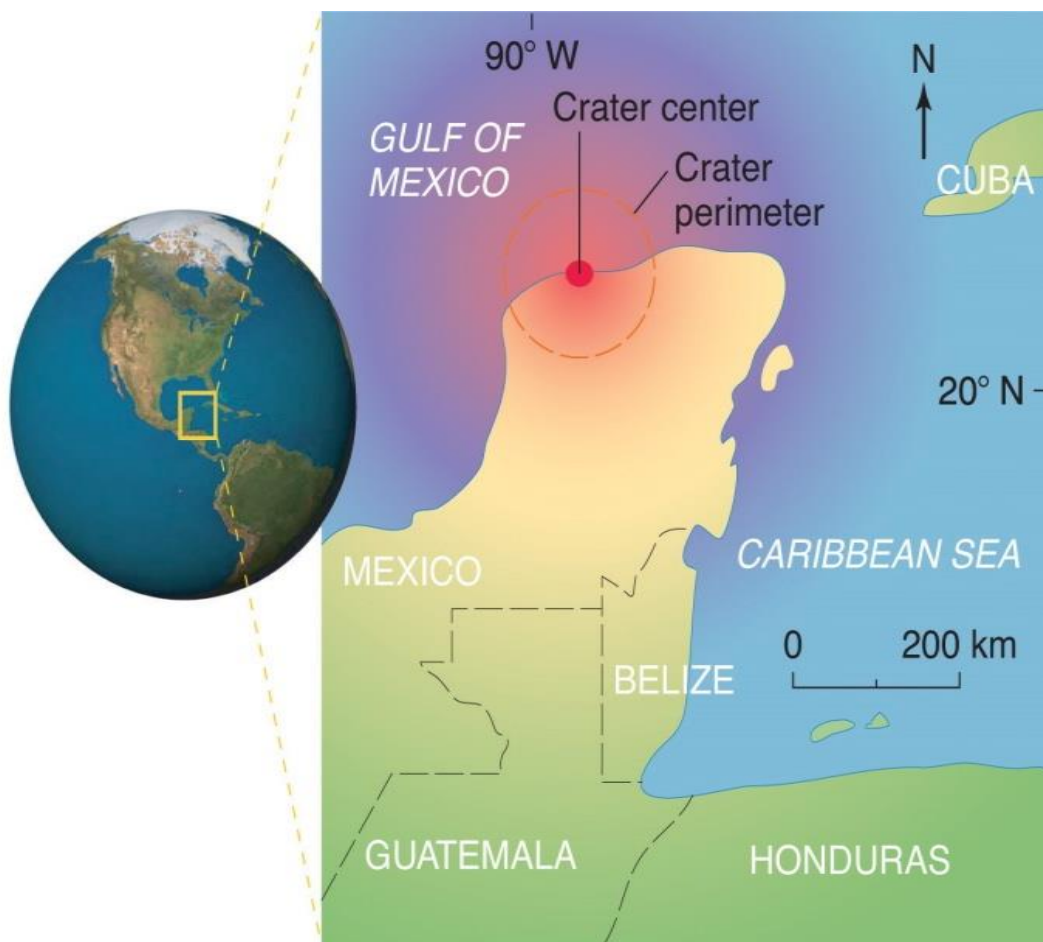 90° W
N
Crater center
GULF OF
MEXICO
Crater
perimeter
CUBA
20° N
CARIBBEAN SEA
MEXICO
0 200 km
BELIZE
GUATEMALA
HONDURAS